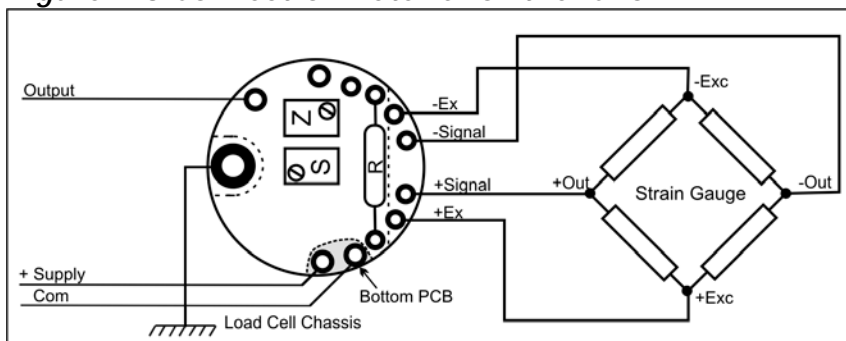 Output
Z
S
R
-Ex
-Signal
+Signal
+Ex
-Exc
+Out
Strain Gauge
-Out
+Exc
+ Supply
Com
Bottom PCB
Load Cell Chassis